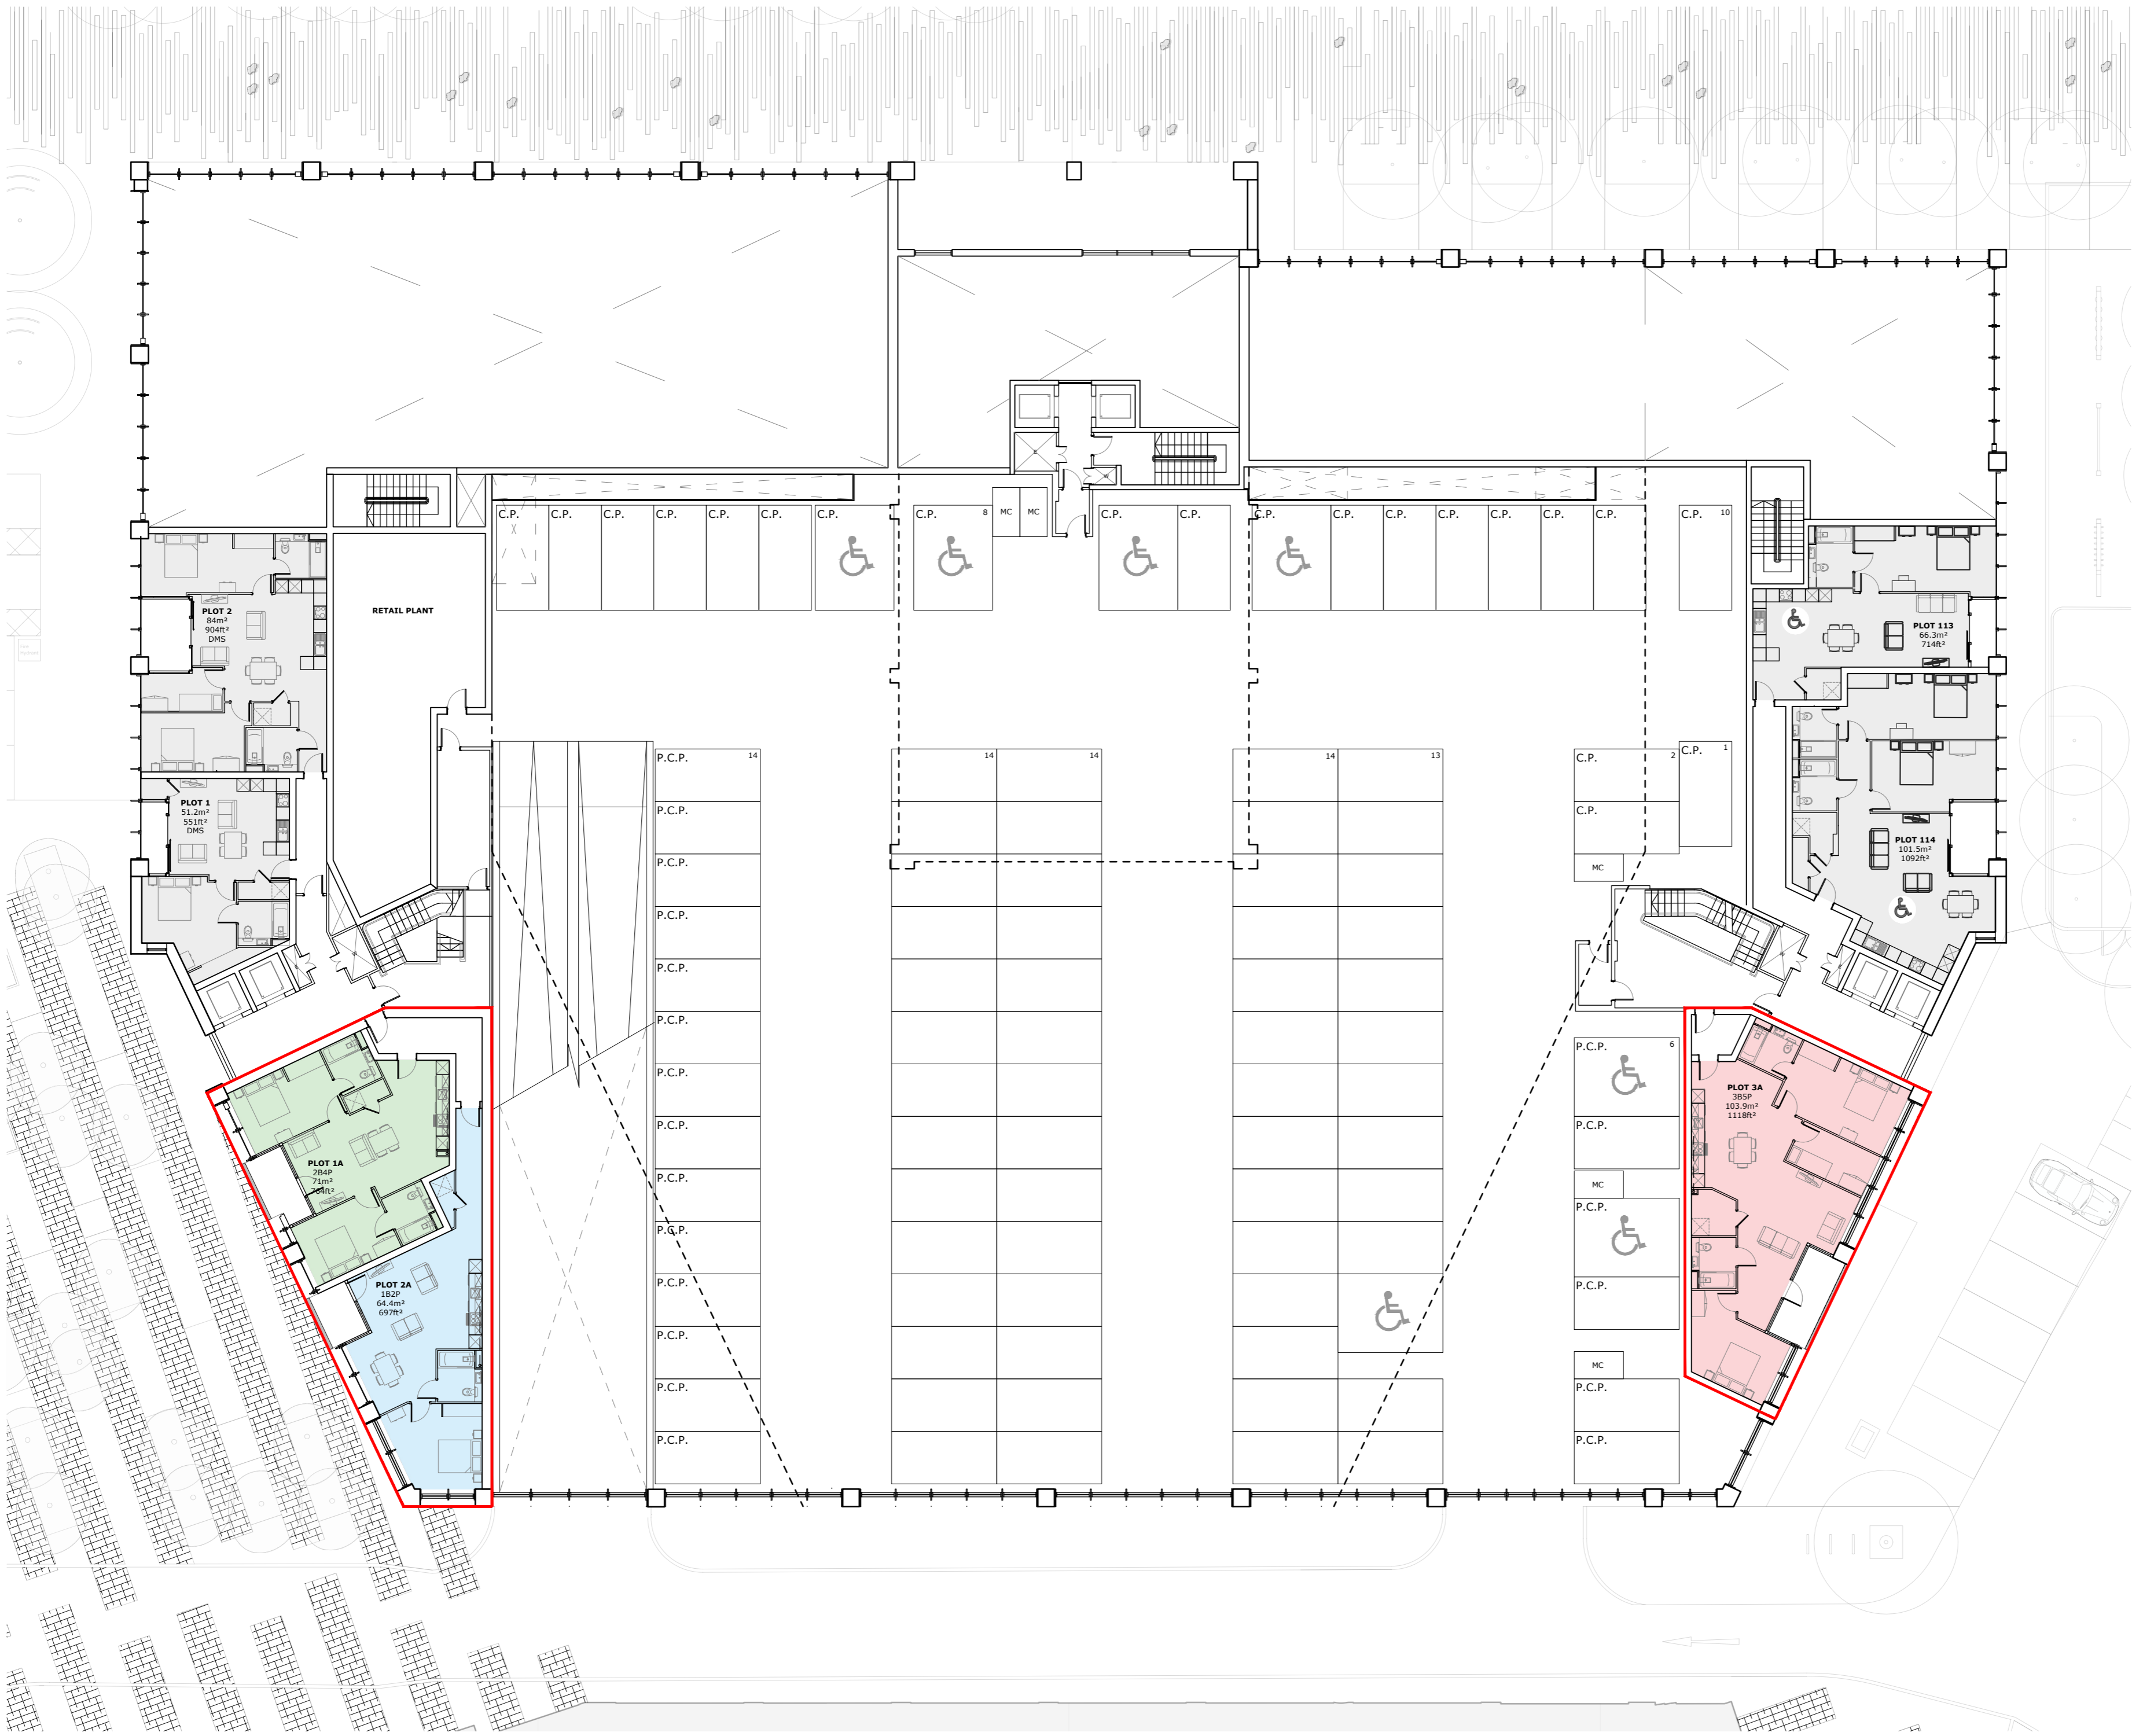 C.P.
C.P.
C.P.
C.P.
C.P.
C.P.
C.P.
C.P.
8
MC
MC
C.P.
C.P.
C.P.
C.P.
C.P.
C.P.
C.P.
C.P.
C.P.
C.P.
10
RETAIL PLANT
PLOT 2
84m²
904ft²
DMS
PLOT 113
66.3m²
714ft²
PLOT 1
51.2m²
551ft²
DMS
P.C.P.
14
14
14
14
13
C.P.
2
C.P.
1
P.C.P.
C.P.
P.C.P.
MC
PLOT 114
101.5m²
1092ft²
P.C.P.
P.C.P.
P.C.P.
P.C.P.
6
P.C.P.
P.C.P.
P.C.P.
PLOT 3A
3B5P
103.9m²
1118ft²
PLOT 1A
2B4P
71m²
764ft²
P.C.P.
MC
P.C.P.
P.C.P.
P.C.P.
P.C.P.
PLOT 2A
1B2P
64.4m²
697ft²
P.C.P.
MC
P.C.P.
P.C.P.
P.C.P.
P.C.P.